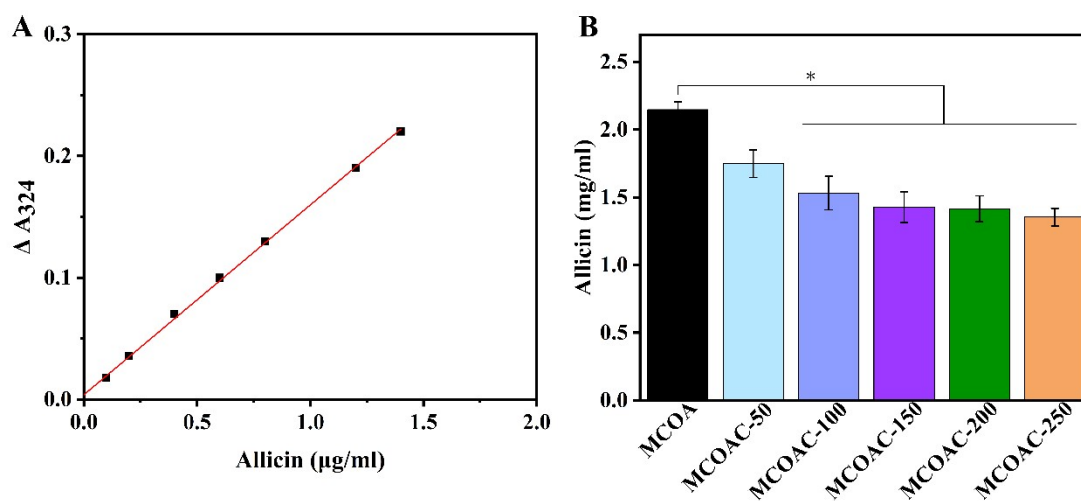 A
0.3
0.2
0.1
0.0
Δ A324
0.0 0.5 1.0 1.5 2.0
Allicin (μg/ml)
B
2.5
2.0
1.5
1.0
0.5
0.0
Allicin (mg/ml)
*
MCOA
MCOAC-50
MCOAC-100
MCOAC-150
MCOAC-200
MCOAC-250